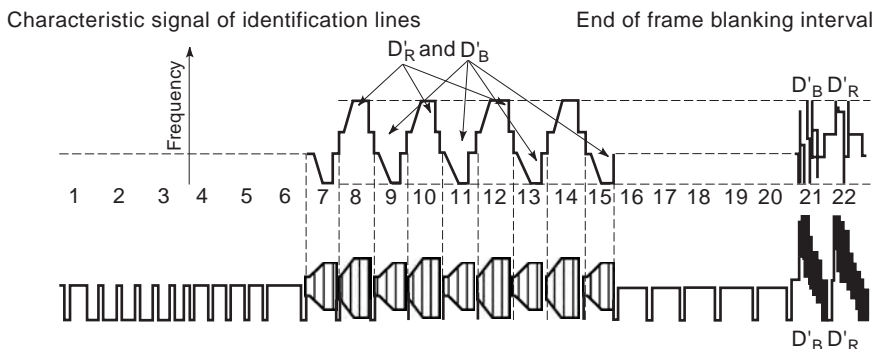 Characteristic signal of identification lines
End of frame blanking interval
D'R and D'B
D'B D'R
Frequency
1 2 3 4 5 6 7 8 9 10 11 12 13 14 15 16 17 18 19 20 21 22
D'B D'R